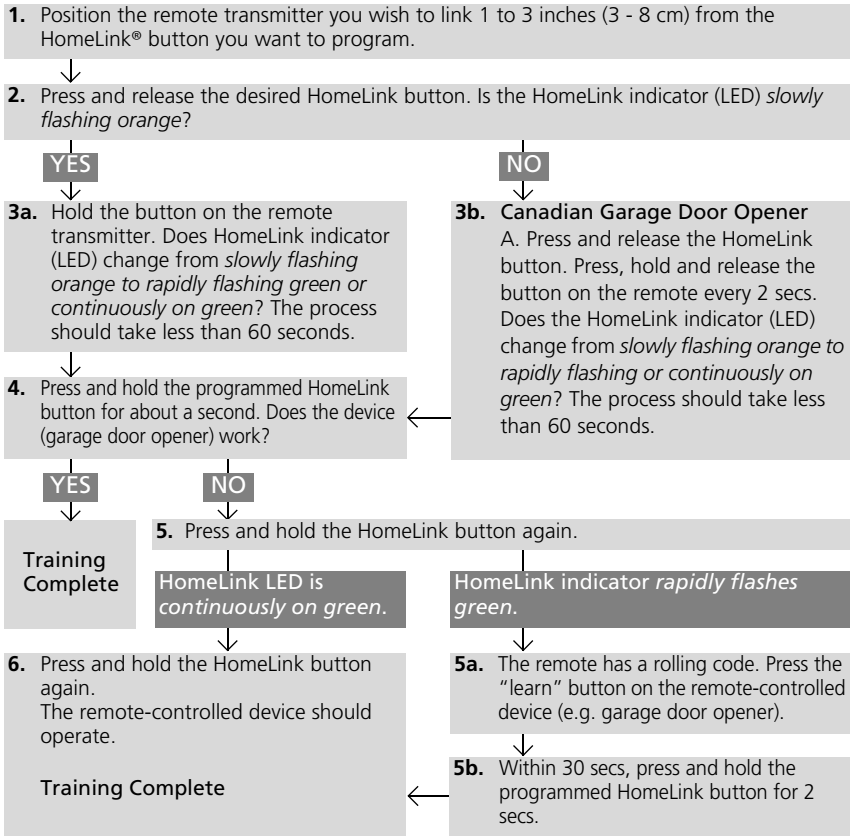 1. Position the remote transmitter you wish to link 1 to 3 inches (3 - 8 cm) from the
HomeLink® button you want to program.
2. Press and release the desired HomeLink button. Is the HomeLink indicator (LED) slowly
flashing orange?
YES
NO
3a. Hold the button on the remote
transmitter. Does HomeLink indicator
(LED) change from slowly flashing
orange to rapidly flashing green or
continuously on green? The process
should take less than 60 seconds.
3b. Canadian Garage Door Opener
A. Press and release the HomeLink
button. Press, hold and release the
button on the remote every 2 secs.
Does the HomeLink indicator (LED)
change from slowly flashing orange to
rapidly flashing or continuously on
green? The process should take less
than 60 seconds.
4. Press and hold the programmed HomeLink
button for about a second. Does the device
(garage door opener) work?
YES
NO
Training
Complete
5. Press and hold the HomeLink button again.
HomeLink LED is
continuously on green.
HomeLink indicator rapidly flashes
green.
6. Press and hold the HomeLink button
again.
The remote-controlled device should
operate.
Training Complete
5a. The remote has a rolling code. Press the
“learn” button on the remote-controlled
device (e.g. garage door opener).
5b. Within 30 secs, press and hold the
programmed HomeLink button for 2
secs.